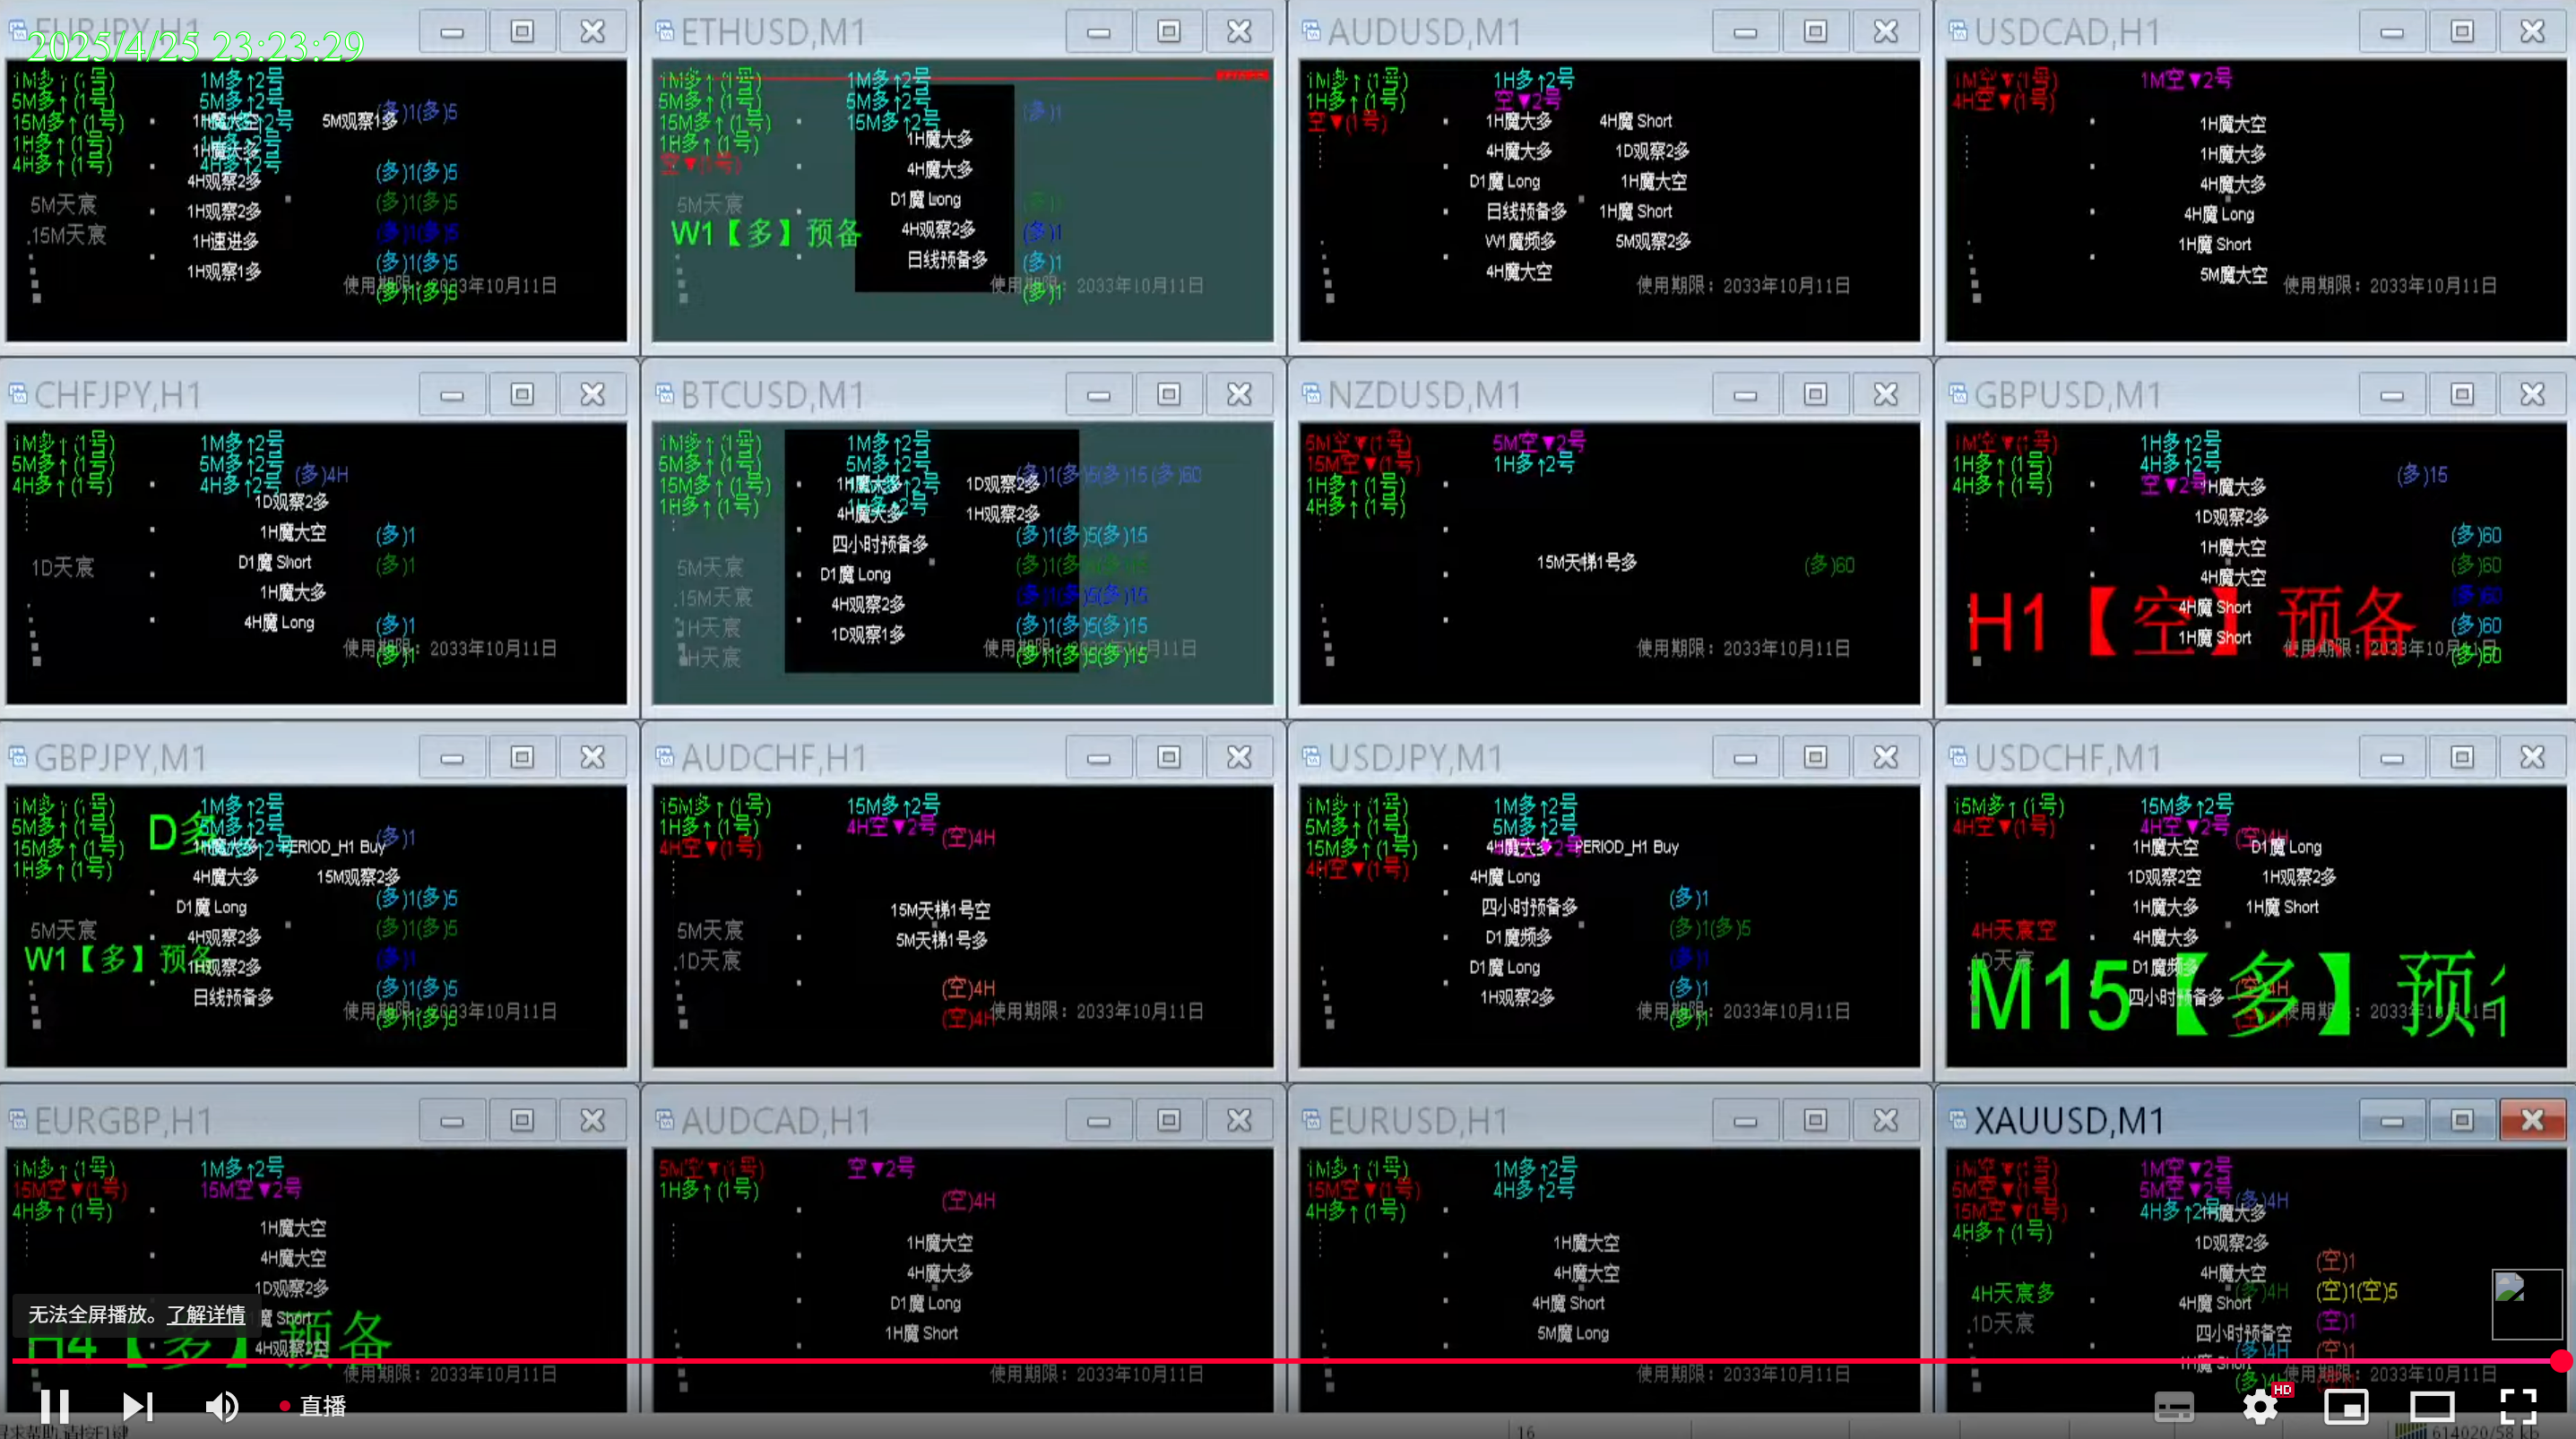 EURJPY,H1
2025/4/25 23:23:29
1M多↑(1号) 1M多↑2号
5M多↑(1号) 5M多↑2号 (多)1(多)5
15M多↑(1号) 5M观察1多
1H多↑(1号) 1H魔大多
4H多↑(1号) 4H多↑2号 (多)1(多)5
4H观察2多
5M天宸 1H观察2多 (多)1(多)5
.15M天宸 1H速进多 (多)1(多)5
1H观察1多 (多)1(多)5
使用期限：2033年10月11日
(多)1(多)5
ETHUSD,M1
1M多↑(1号) 1M多↑2号
5M多↑(1号) 5M多↑2号 (多)1
15M多↑(1号) 15M多↑2号
1H多↑(1号) 1H魔大多
空▼(1号) 4H魔大多
5M天宸 D1魔 Long (多)1
W1【多】预备 4H观察2多 (多)1
日线预备多 (多)1
使用期限：2033年10月11日
(多)1
AUDUSD,M1
1M多↑(1号) 1H多↑2号
1H多↑(1号) 空▼2号
空▼(1号) 1H魔大多 4H魔 Short
4H魔大多 1D观察2多
D1魔 Long 1H魔大空
日线预备多 1H魔 Short
W1魔频多 5M观察2多
4H魔大空
使用期限：2033年10月11日
USDCAD,H1
1M空▼(1号) 1M空▼2号
4H空▼(1号)
1H魔大空
1H魔大多
4H魔大多
4H魔 Long
1H魔 Short
5M魔大空
使用期限：2033年10月11日
CHFJPY,H1
1M多↑(1号) 1M多↑2号
5M多↑(1号) 5M多↑2号 (多)4H
4H多↑(1号) 4H多↑2号
1D观察2多
1H魔大空 (多)1
1D天宸 D1魔 Short (多)1
1H魔大多
4H魔 Long (多)1
使用期限：2033年10月11日
(多)1
BTCUSD,M1
1M多↑(1号) 1M多↑2号
5M多↑(1号) 5M多↑2号 (多)1(多)5(多)15(多)60
15M多↑(1号) 1H魔大多 1D观察2多
1H多↑(1号) 4H魔大多 1H观察2多
四小时预备多 (多)1(多)5(多)15
5M天宸 D1魔 Long
.15M天宸 4H观察2多 (多)1(多)5(多)15
1H天宸 1D观察1多 (多)1(多)5(多)15
H天宸 使用期限：2033年10月11日
(多)1(多)5(多)15
NZDUSD,M1
5M空▼(1号) 5M空▼2号
15M空▼(1号) 1H多↑2号
1H多↑(1号)
4H多↑(1号)
15M天梯1号多 (多)60
使用期限：2033年10月11日
GBPUSD,M1
1M空▼(1号) 1H多↑2号
1H多↑(1号) 4H多↑2号 (多)15
4H多↑(1号) 空▼2号 1H魔大多
1D观察2多
1H魔大空 (多)60
4H魔大空 (多)60
H1【空】预备 4H魔 Short (多)60
1H魔 Short (多)60
使用期限：2033年10月11日
(多)60
GBPJPY,M1
1M多↑(1号) 1M多↑2号
5M多↑(1号) D多 5M多↑2号 (多)1
15M多↑(1号) 1H魔大多 PERIOD_H1 Buy
1H多↑(1号) 4H魔大多 15M观察2多
D1魔 Long (多)1(多)5
5M天宸 4H观察2多 (多)1(多)5
W1【多】预备 1H观察2多 (多)1
日线预备多 (多)1(多)5
使用期限：2033年10月11日
(多)1(多)5
AUDCHF,H1
15M多↑(1号) 15M多↑2号
1H多↑(1号) 4H空▼2号 (空)4H
4H空▼(1号)
15M天梯1号空
5M天宸 5M天梯1号多
.1D天宸
(空)4H
使用期限：2033年10月11日
(空)4H
USDJPY,M1
1M多↑(1号) 1M多↑2号
5M多↑(1号) 5M多↑2号
15M多↑(1号) 4H魔大多 PERIOD_H1 Buy
4H空▼(1号) 4H魔 Long
四小时预备多 (多)1
D1魔频多 (多)1(多)5
D1魔 Long (多)1
1H观察2多 (多)1
使用期限：2033年10月11日
(多)1
USDCHF,M1
15M多↑(1号) 15M多↑2号
4H空▼(1号) 4H空▼2号 (空)4H
1H魔大空 D1魔 Long
1D观察2空 1H观察2多
1H魔大多 1H魔 Short
4H天宸空 4H魔大多
.1D天宸 D1魔频多
M15【多】预 四小时预备多 (空)4H
使用期限：2033年10月11日
EURGBP,H1
1M多↑(1号) 1M多↑2号
15M空▼(1号) 15M空▼2号
4H多↑(1号)
1H魔大空
4H魔大空
1D观察2多
无法全屏播放。了解详情 魔 Short
H4【多】预备 4H观察2空
使用期限：2033年10月11日
AUDCAD,H1
5M空▼(1号) 空▼2号
1H多↑(1号) (空)4H
1H魔大空
4H魔大多
D1魔 Long
1H魔 Short
使用期限：2033年10月11日
EURUSD,H1
1M多↑(1号) 1M多↑2号
15M空▼(1号) 4H多↑2号
4H多↑(1号)
1H魔大空
4H魔大空
4H魔 Short
5M魔 Long
使用期限：2033年10月11日
XAUUSD,M1
1M空▼(1号) 1M空▼2号
5M空▼(1号) 5M空▼2号 (多)4H
15M空▼(1号) 4H多↑2号 1H魔大多
4H多↑(1号) 1D观察2多
4H魔大空 (空)1
4H天宸多 4H魔 Short (多)4H (空)1(空)5
.1D天宸 四小时预备空 (空)1
1H魔 Short (多)4H (空)1
使用期限：2033年10月11日
(多)4H
直播
HD
16
614020/58 kb